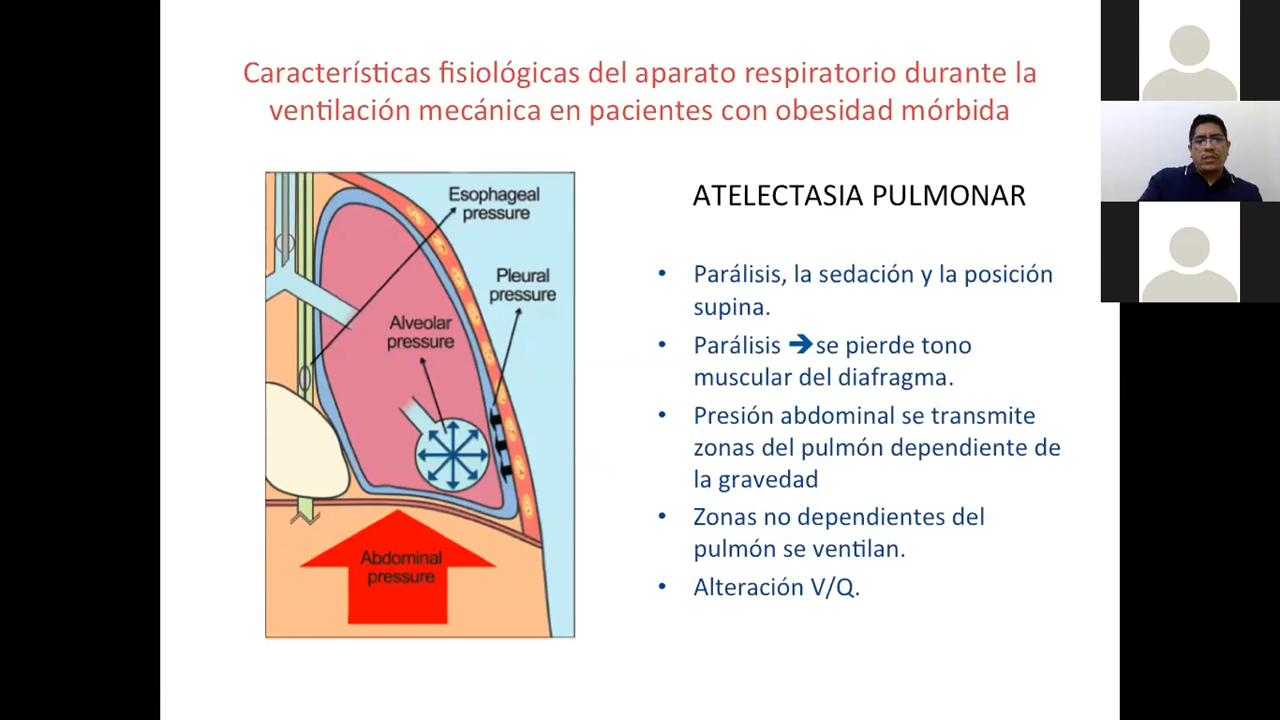 Características fisiológicas del aparato respiratorio durante la
ventilación mecánica en pacientes con obesidad mórbida
Esophageal
pressure
Pleural
pressure
Alveolar
pressure
Abdominal
pressure
ATELECTASIA PULMONAR
• Parálisis, la sedación y la posición
supina.
• Parálisis ➔ se pierde tono
muscular del diafragma.
• Presión abdominal se transmite
zonas del pulmón dependiente de
la gravedad
• Zonas no dependientes del
pulmón se ventilan.
• Alteración V/Q.